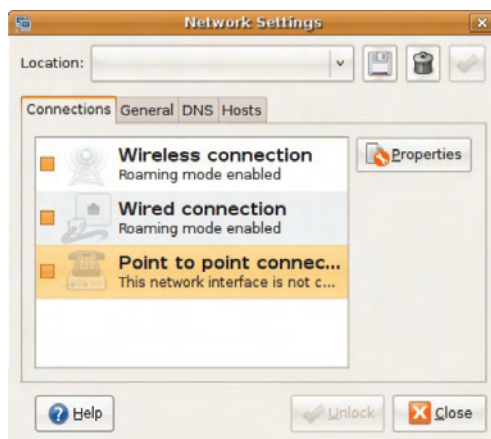 Network Settings
Location:
Connections General DNS Hosts
Wireless connection
Roaming mode enabled
Properties
Wired connection
Roaming mode enabled
Point to point connec...
This network interface is not c...
Help
Unlock
Close